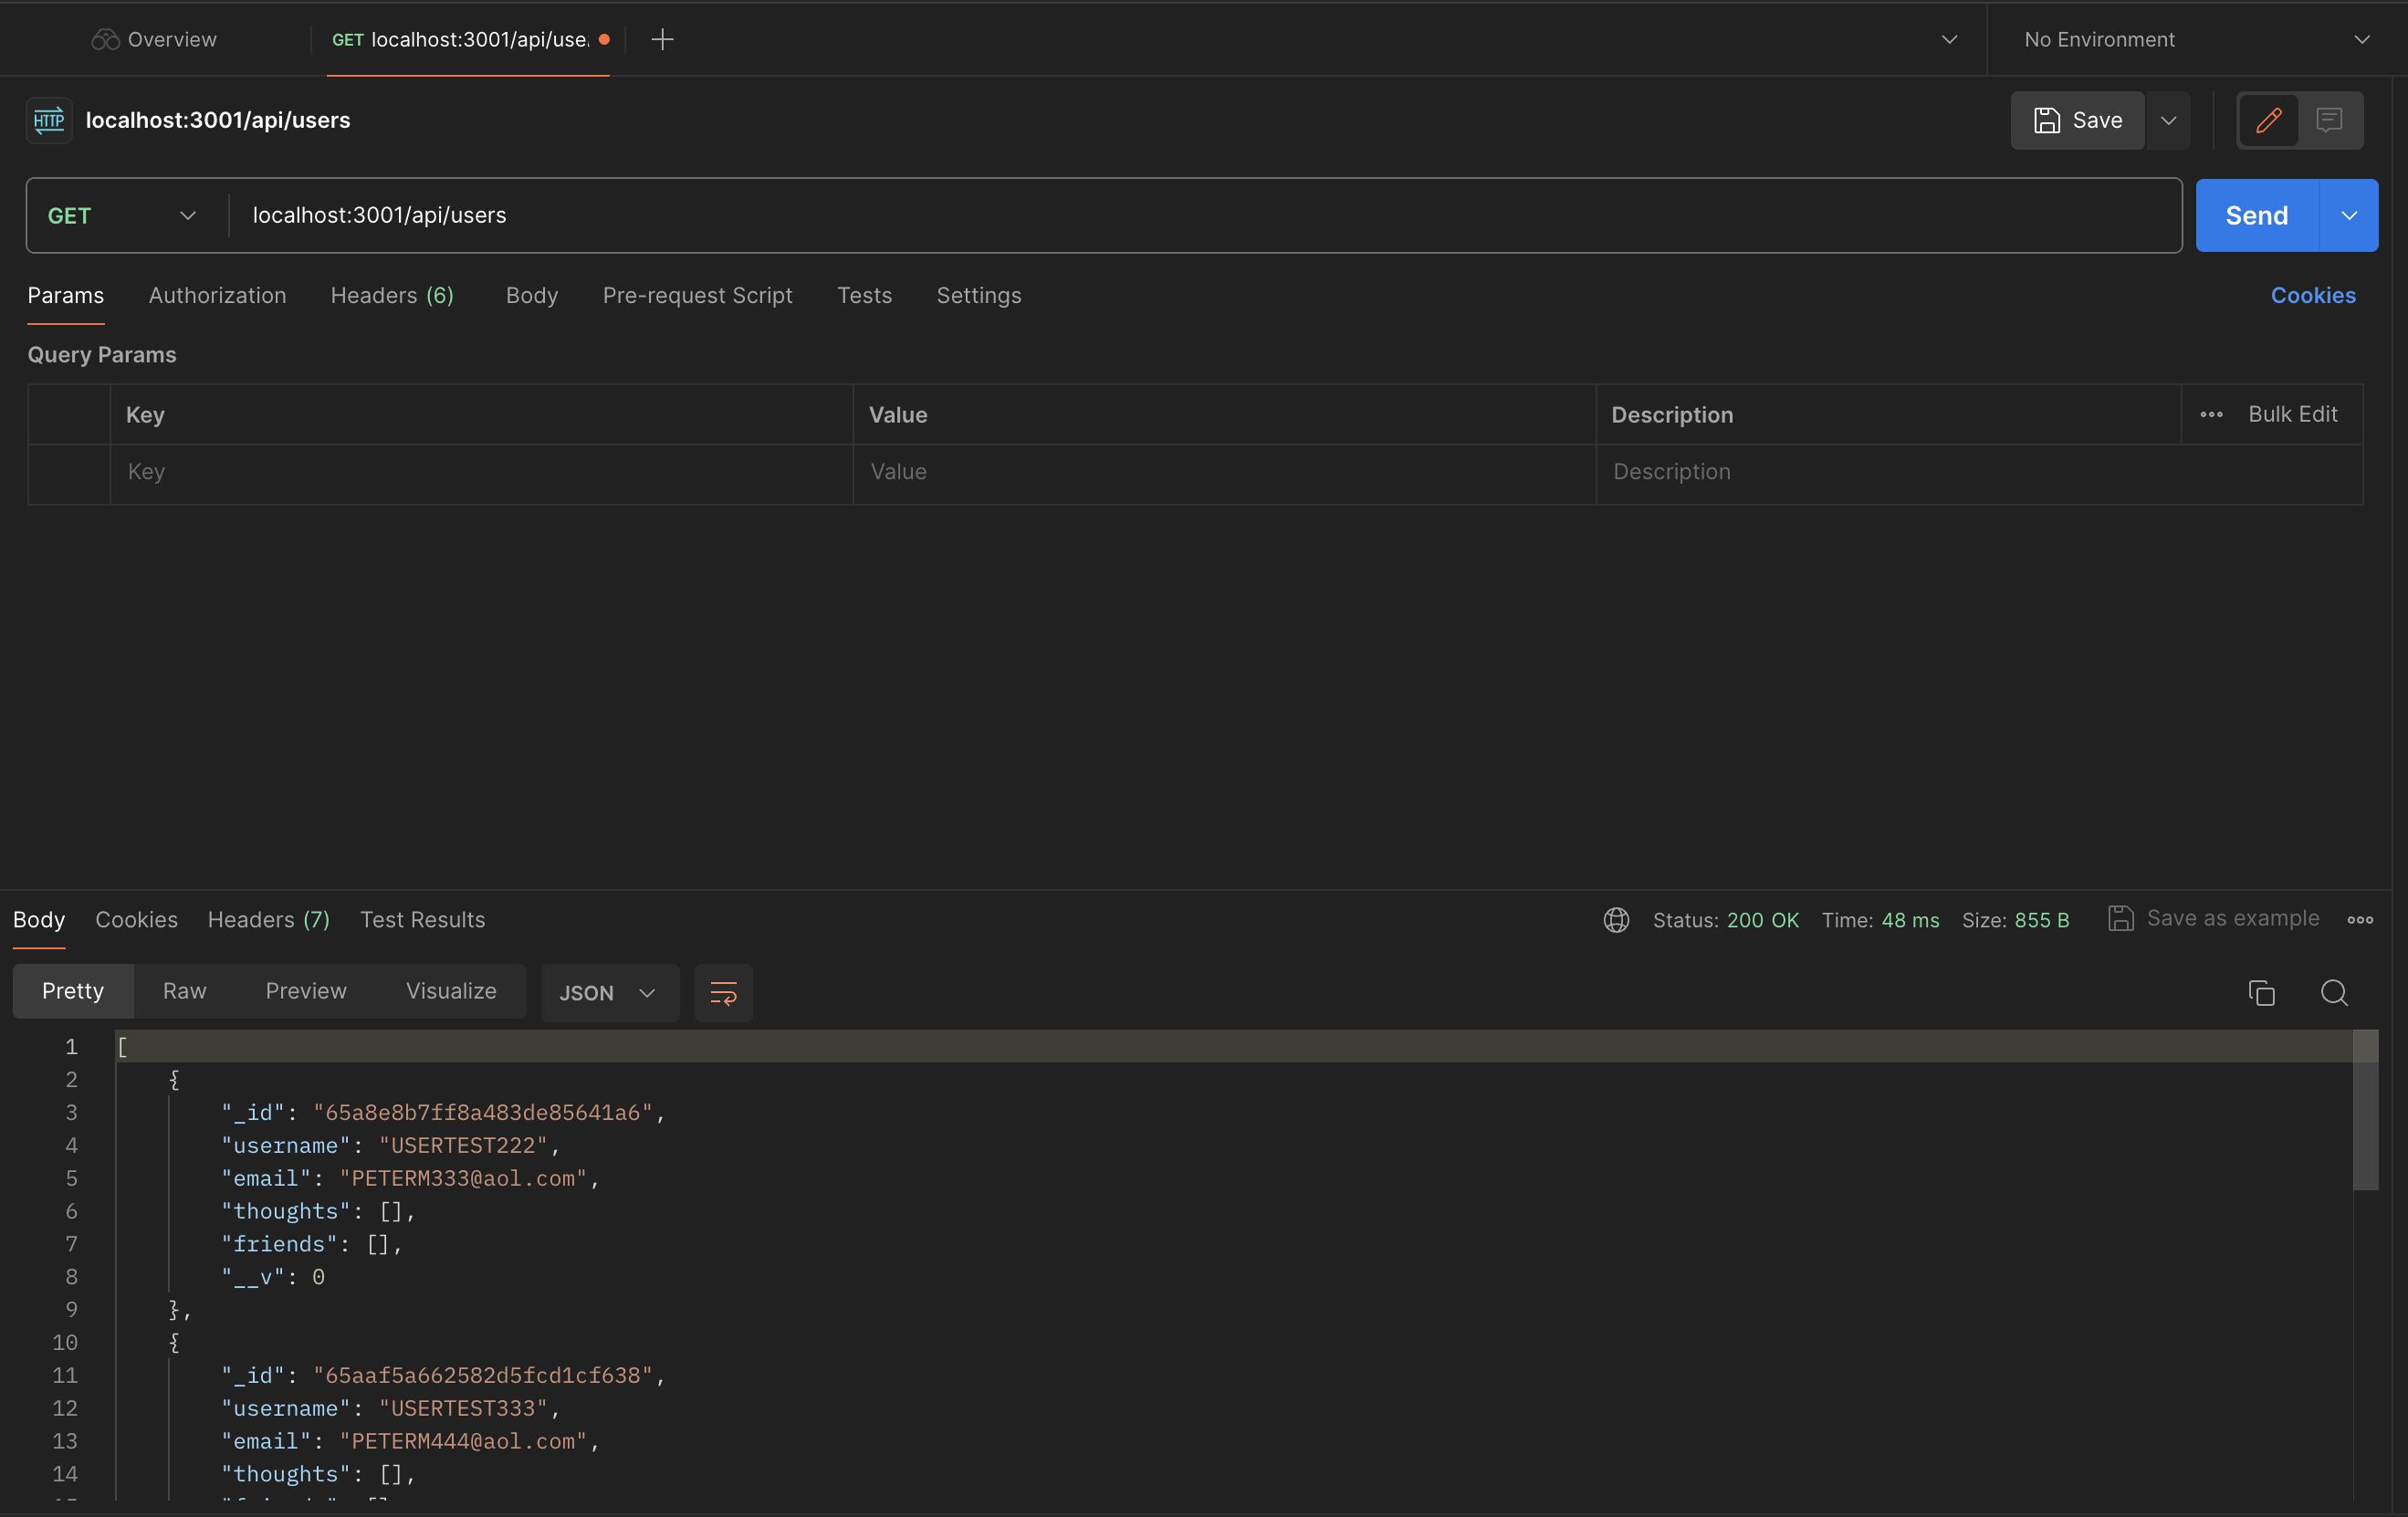 Overview
GET localhost:3001/api/use
No Environment
HTTP localhost:3001/api/users
Save
GET localhost:3001/api/users
Send
Params Authorization Headers (6) Body Pre-request Script Tests Settings Cookies
Query Params
Key Value Description Bulk Edit
Key Value Description
Body Cookies Headers (7) Test Results Status: 200 OK Time: 48 ms Size: 855 B Save as example
Pretty Raw Preview Visualize JSON
1 [
2 {
3 "_id": "65a8e8b7ff8a483de85641a6",
4 "username": "USERTEST222",
5 "email": "PETERM333@aol.com",
6 "thoughts": [],
7 "friends": [],
8 "__v": 0
9 },
10 {
11 "_id": "65aaf5a662582d5fcd1cf638",
12 "username": "USERTEST333",
13 "email": "PETERM444@aol.com",
14 "thoughts": [],